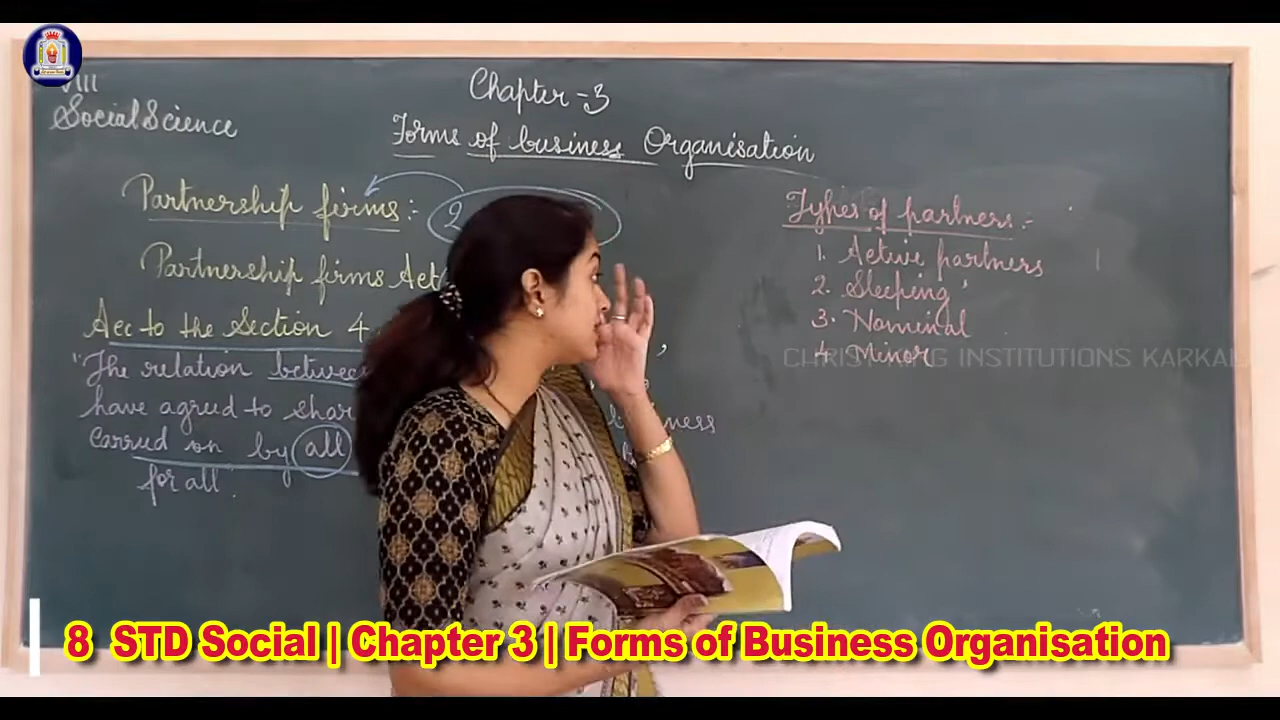 VIII
Social Science
Chapter - 3
Forms of business Organisation
Partnership firms :- 2
Partnership firms Act
Acc to the Section 4
"The relation between
have agreed to shar
business
carried on by all
for all.
Types of partners :-
1. Active partners
2. Sleeping "
3. Nominal
4. Minor
CHRIST KING INSTITUTIONS KARKAL
8 STD Social | Chapter 3 | Forms of Business Organisation